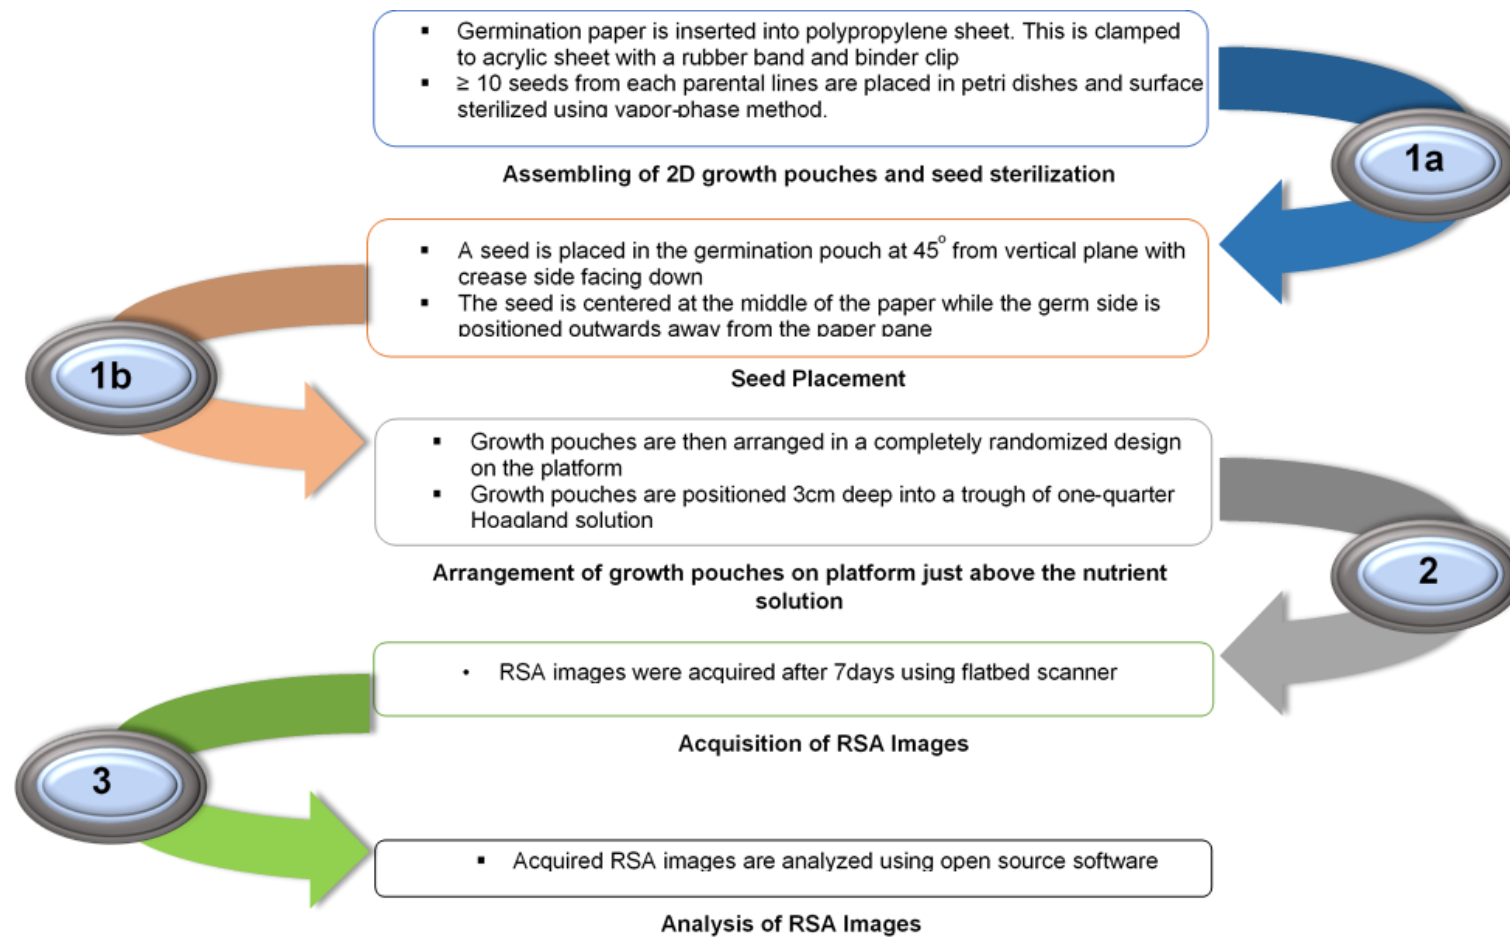 ▪ Germination paper is inserted into polypropylene sheet. This is clamped
to acrylic sheet with a rubber band and binder clip
▪ ≥ 10 seeds from each parental lines are placed in petri dishes and surface
sterilized using vapor-phase method.
1a
Assembling of 2D growth pouches and seed sterilization
▪ A seed is placed in the germination pouch at 45° from vertical plane with
crease side facing down
▪ The seed is centered at the middle of the paper while the germ side is
positioned outwards away from the paper pane
1b
Seed Placement
▪ Growth pouches are then arranged in a completely randomized design
on the platform
▪ Growth pouches are positioned 3cm deep into a trough of one-quarter
Hoagland solution
2
Arrangement of growth pouches on platform just above the nutrient
solution
• RSA images were acquired after 7days using flatbed scanner
Acquisition of RSA Images
3
▪ Acquired RSA images are analyzed using open source software
Analysis of RSA Images